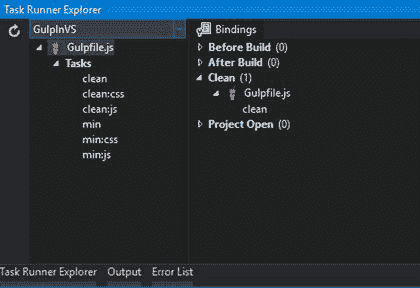 Task Runner Explorer
GulpInVS
Gulpfile.js
Tasks
clean
clean:css
clean:js
min
min:css
min:js
Bindings
Before Build (0)
After Build (0)
Clean (1)
Gulpfile.js
clean
Project Open (0)
Task Runner Explorer Output Error List